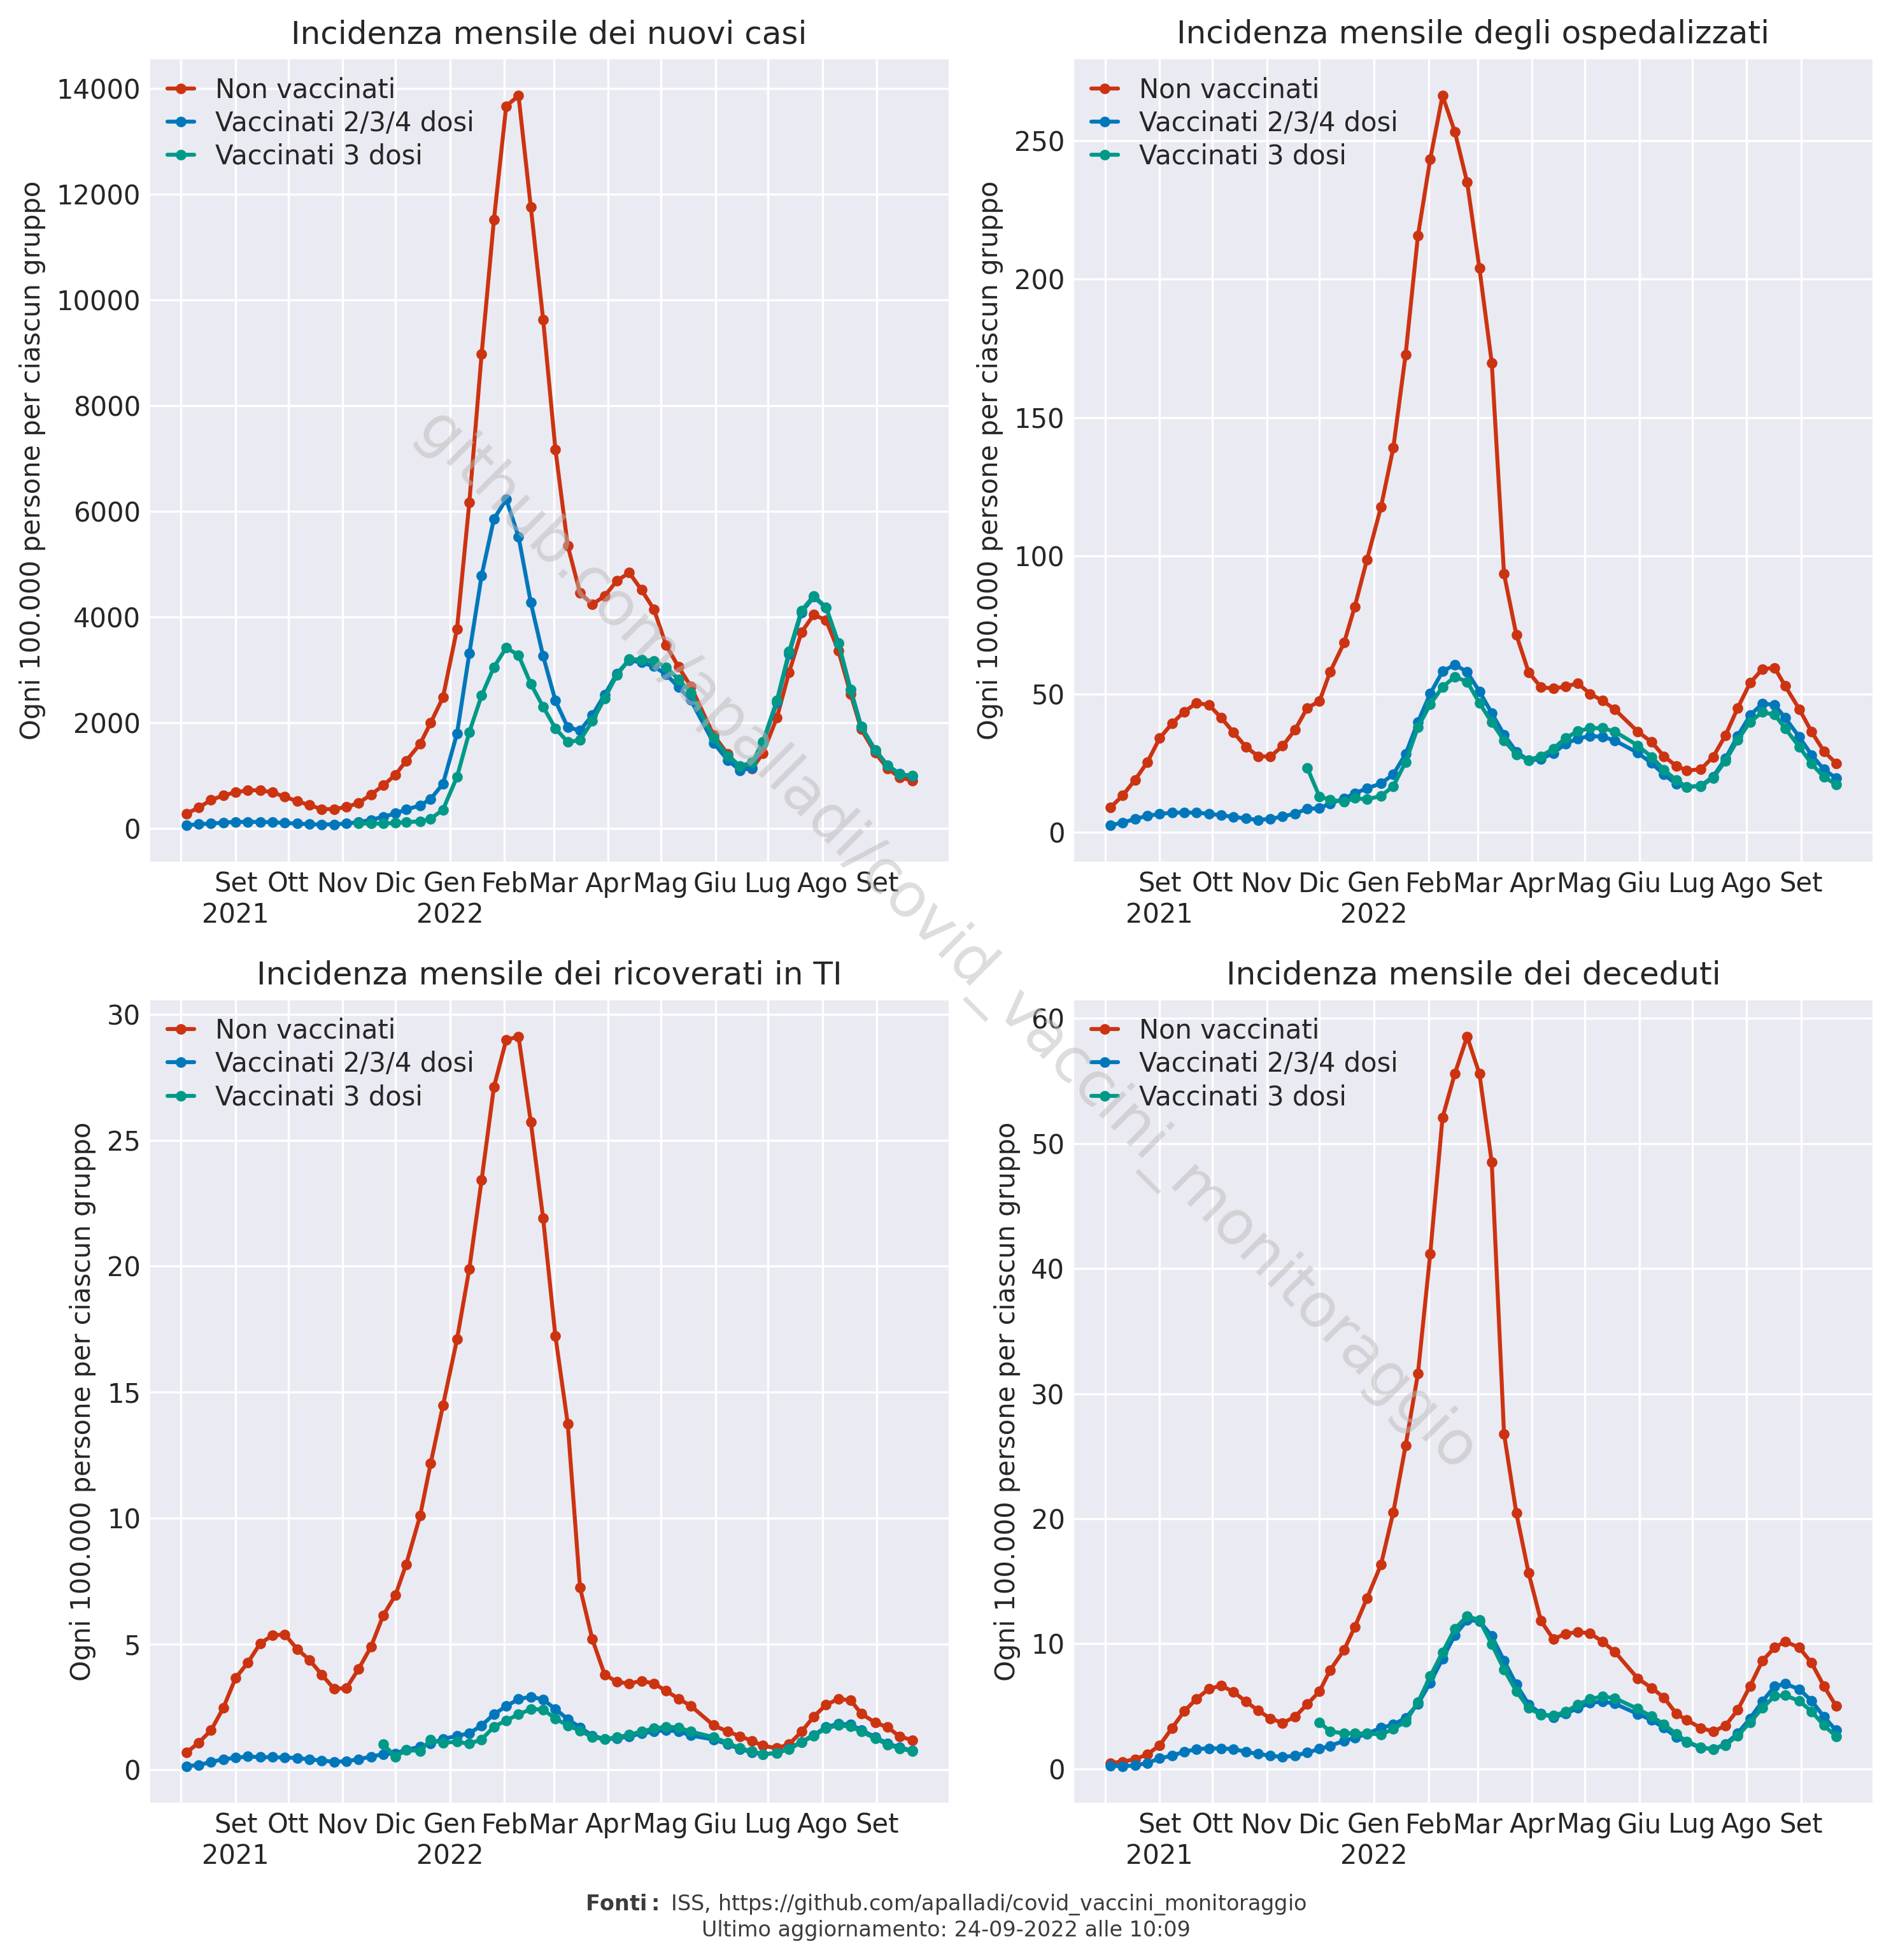 Incidenza mensile dei nuovi casi
Ogni 100.000 persone per ciascun gruppo
14000
12000
10000
8000
6000
4000
2000
0
Non vaccinati
Vaccinati 2/3/4 dosi
Vaccinati 3 dosi
Set Ott Nov Dic Gen Feb Mar Apr Mag Giu Lug Ago Set
2021 2022
Incidenza mensile degli ospedalizzati
Ogni 100.000 persone per ciascun gruppo
250
200
150
100
50
0
Non vaccinati
Vaccinati 2/3/4 dosi
Vaccinati 3 dosi
Set Ott Nov Dic Gen Feb Mar Apr Mag Giu Lug Ago Set
2021 2022
Incidenza mensile dei ricoverati in TI
Ogni 100.000 persone per ciascun gruppo
30
25
20
15
10
5
0
Non vaccinati
Vaccinati 2/3/4 dosi
Vaccinati 3 dosi
Set Ott Nov Dic Gen Feb Mar Apr Mag Giu Lug Ago Set
2021 2022
Incidenza mensile dei deceduti
Ogni 100.000 persone per ciascun gruppo
60
50
40
30
20
10
0
Non vaccinati
Vaccinati 2/3/4 dosi
Vaccinati 3 dosi
Set Ott Nov Dic Gen Feb Mar Apr Mag Giu Lug Ago Set
2021 2022
github.com/apalladi/covid_vaccini_monitoraggio
Fonti: ISS, https://github.com/apalladi/covid_vaccini_monitoraggio
Ultimo aggiornamento: 24-09-2022 alle 10:09